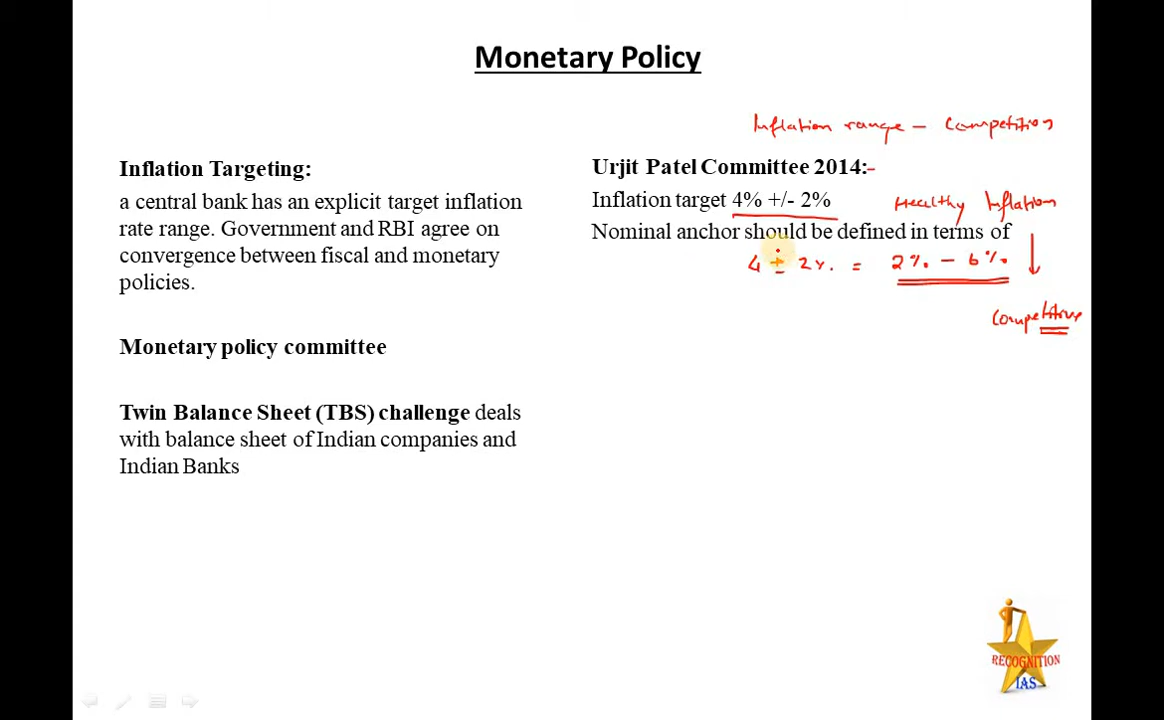 Monetary Policy
Inflation Targeting:
a central bank has an explicit target inflation
rate range. Government and RBI agree on
convergence between fiscal and monetary
policies.
Monetary policy committee
Twin Balance Sheet (TBS) challenge deals
with balance sheet of Indian companies and
Indian Banks
Inflation range - Competition
Urjit Patel Committee 2014:-
Inflation target 4% +/- 2%
Healthy Inflation
Nominal anchor should be defined in terms of
4 ± 2%. = 2%. - 6%.
Competitive
RECOGNITION
IAS